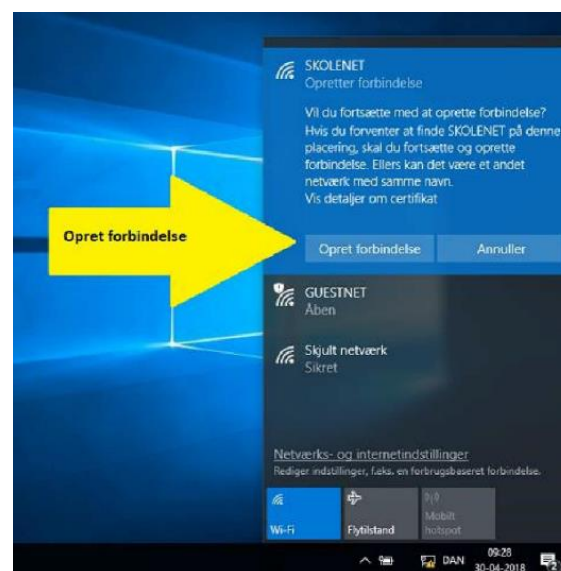 SKOLENET
Opretter forbindelse
Vil du fortsætte med at oprette forbindelse?
Hvis du forventer at finde SKOLENET på denne
placering, skal du fortsætte og oprette
forbindelse. Ellers kan det være et andet
netværk med samme navn.
Vis detaljer om certifikat
Opret forbindelse
Opret forbindelse Annuller
GUESTNET
Åben
Skjult netværk
Sikret
Netværks- og internetindstillinger
Rediger indstillinger, f.eks. en forbrugsbaseret forbindelse.
Wi-Fi Flytilstand Mobilt
hotspot
DAN 09:28
30-04-2018 2